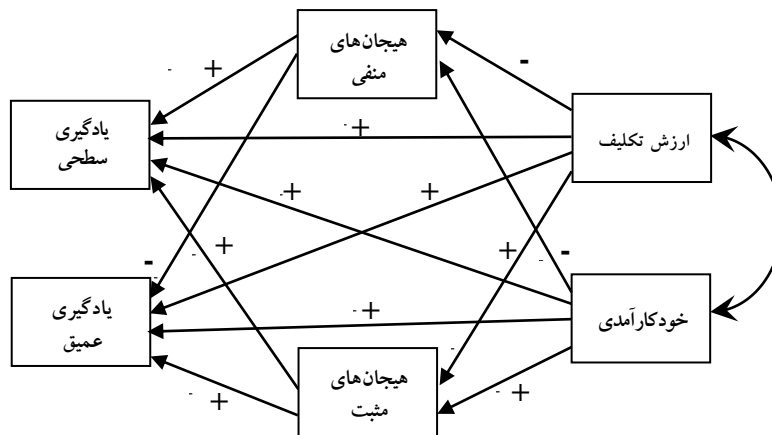 هیجان‌های
منفی
-
+
-
یادگیری
سطحی
-+
ارزش تکلیف
-+
+
-
+
+
-
-
-
یادگیری
عمیق
-+
خودکارآمدی
هیجان‌های
مثبت
-
+
-+